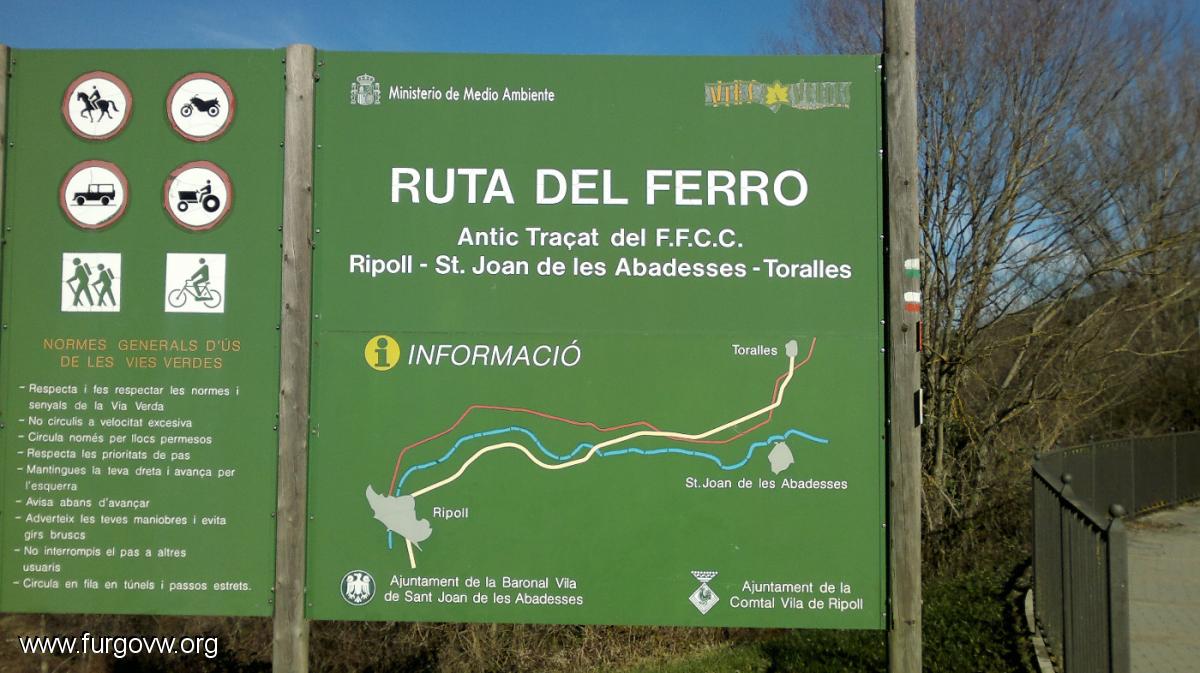 NORMES GENERALS D'ÚS
DE LES VIES VERDES
- Respecta i fes respectar les normes i
senyals de la Vía Verda
- No circulis a velocitat excesiva
- Circula només per llocs permesos
- Respecta les prioritats de pas
- Mantingues la teva dreta i avança per
l'esquerra
- Avisa abans d'avançar
- Adverteix les teves maniobres i evita
girs bruscs
- No interrompis el pas a altres
usuaris
- Circula en fila en túnels i passos estrets.
Ministerio de Medio Ambiente
VIES VERDES
RUTA DEL FERRO
Antic Traçat del F.F.C.C.
Ripoll - St. Joan de les Abadesses - Toralles
i INFORMACIÓ
Toralles
St. Joan de les Abadesses
Ripoll
Ajuntament de la Baronal Vila
de Sant Joan de les Abadesses
Ajuntament de la
Comtal Vila de Ripoll
www.furgovw.org